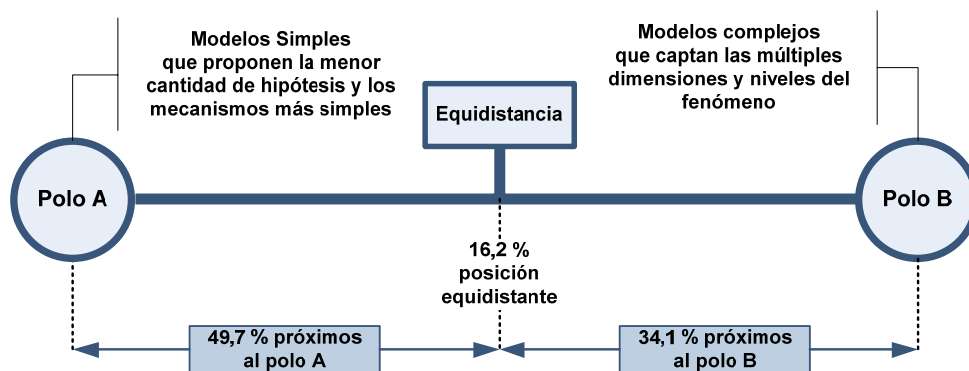 Modelos Simples
que proponen la menor
cantidad de hipótesis y los
mecanismos más simples
Modelos complejos
que captan las múltiples
dimensiones y niveles del
fenómeno
Equidistancia
Polo A
Polo B
16,2 %
posición
equidistante
49,7 % próximos
al polo A
34,1 % próximos
al polo B